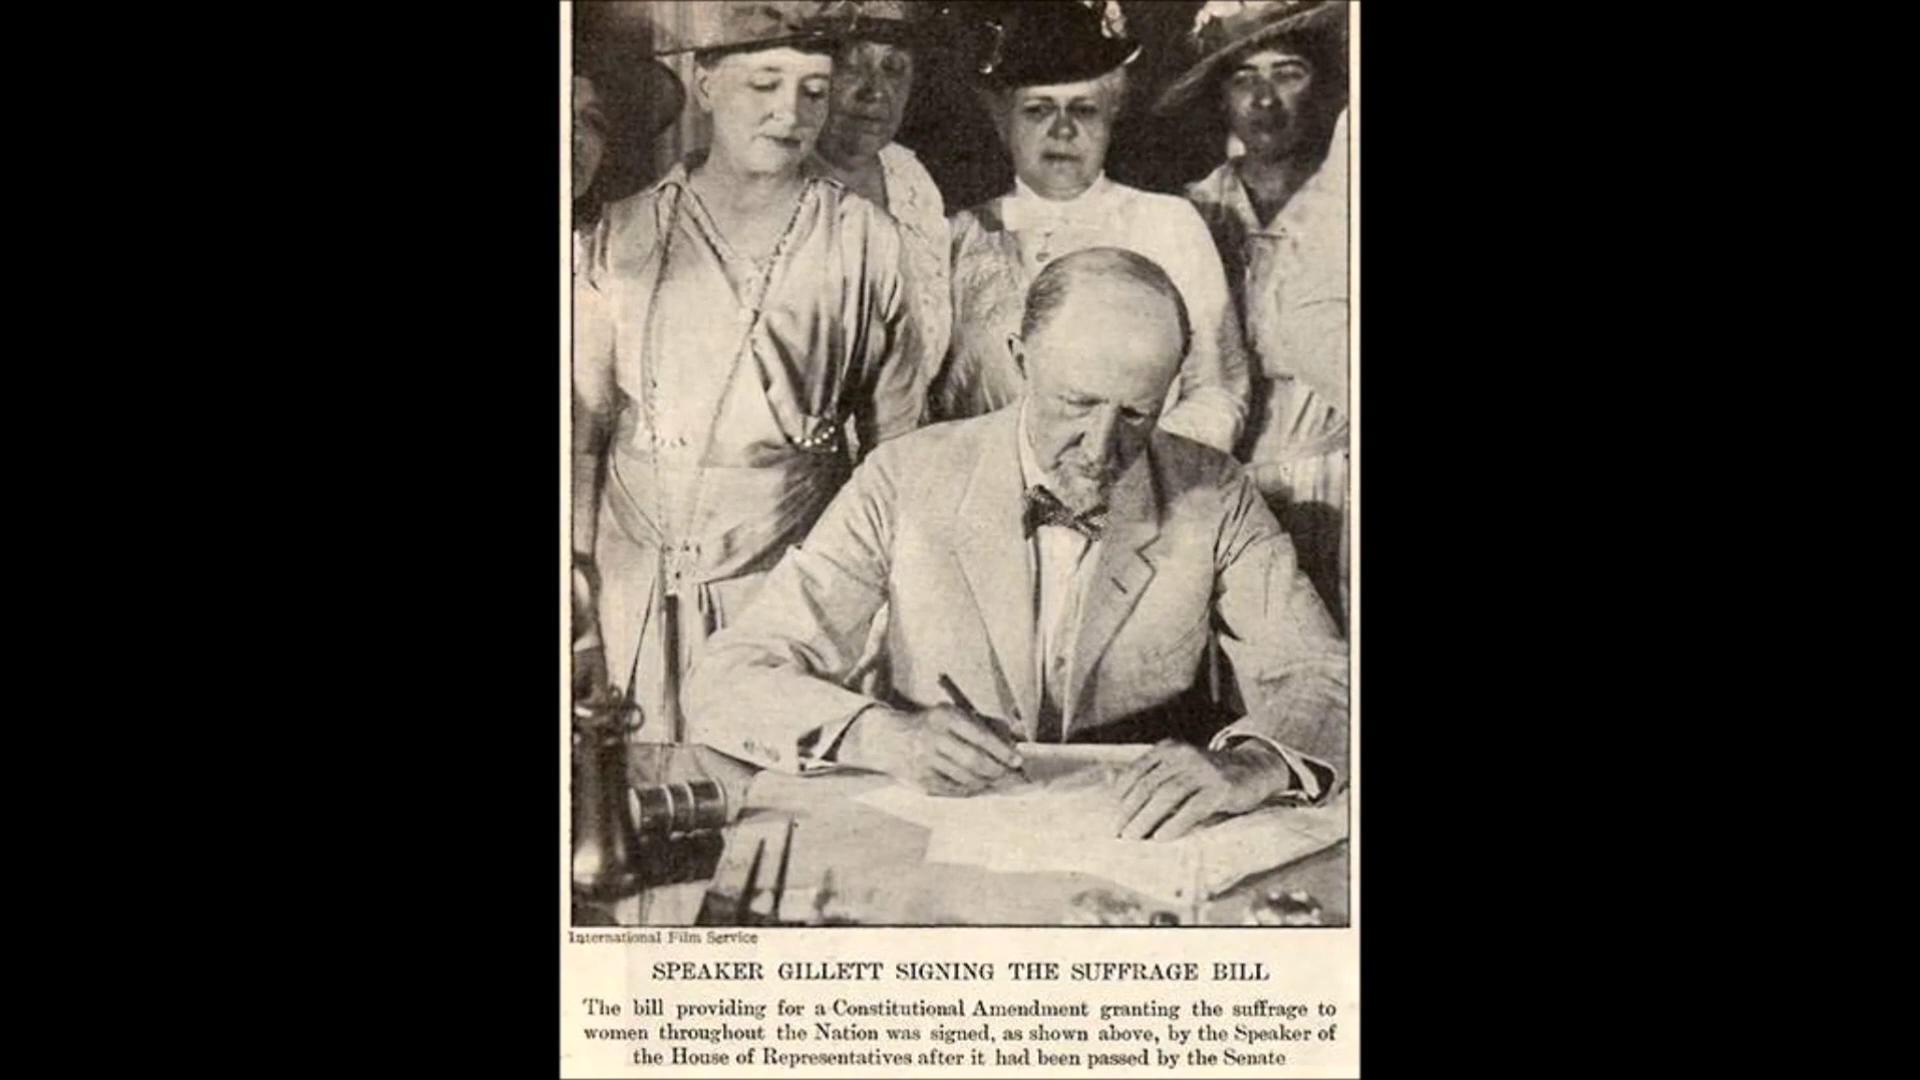 International Film Service
SPEAKER GILLETT SIGNING THE SUFFRAGE BILL
The bill providing for a Constitutional Amendment granting the suffrage to
women throughout the Nation was signed, as shown above, by the Speaker of
the House of Representatives after it had been passed by the Senate